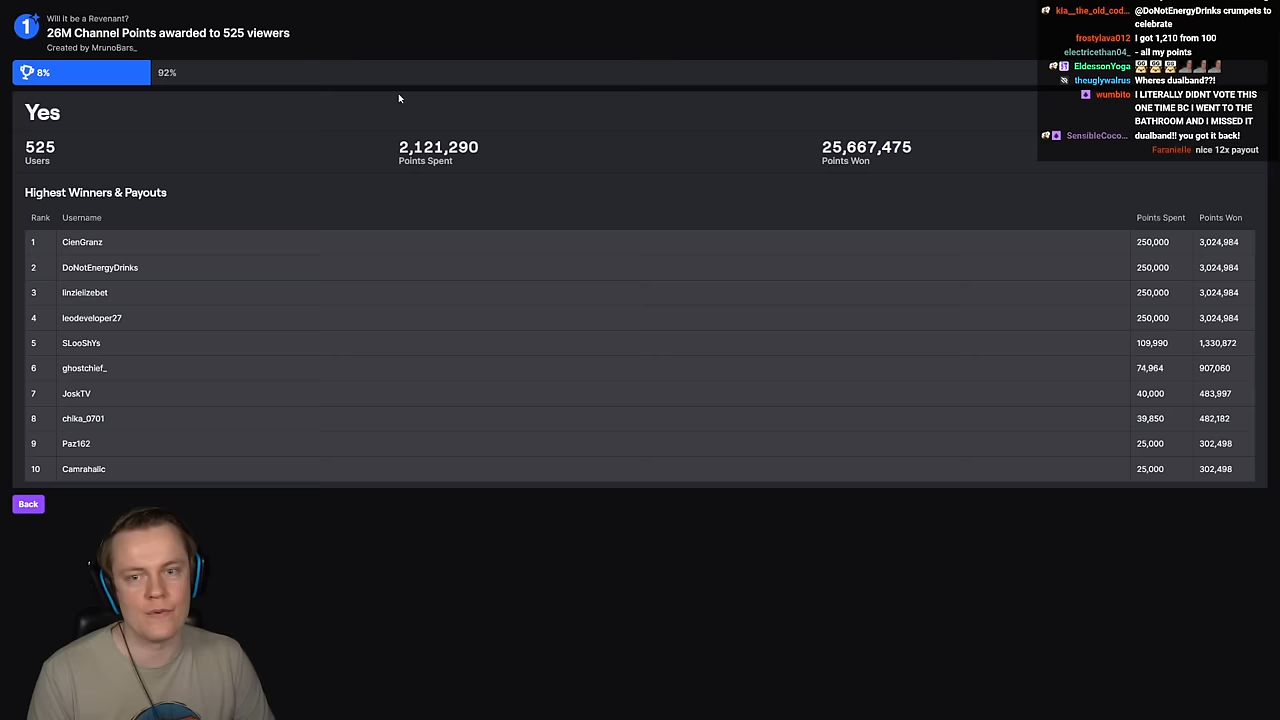 Will it be a Revenant?
26M Channel Points awarded to 525 viewers
Created by MrunoBars_
8%
92%
Yes
525
Users
2,121,290
Points Spent
25,667,475
Points Won
Highest Winners & Payouts
Rank Username Points Spent Points Won
1 CienGranz 250,000 3,024,984
2 DoNotEnergyDrinks 250,000 3,024,984
3 linzlelizebet 250,000 3,024,984
4 leodeveloper27 250,000 3,024,984
5 SLooShYs 109,990 1,330,872
6 ghostchief_ 74,964 907,060
7 JoskTV 40,000 483,997
8 chika_0701 39,850 482,182
9 Paz162 25,000 302,498
10 Camrahalic 25,000 302,498
Back
kia__the_old_cod... @DoNotEnergyDrinks crumpets to
celebrate
frostylava012 I got 1,210 from 100
electricethan04_ - all my points
EldessonYoga
theuglywalrus Wheres dualband??!
wumbito I LITERALLY DIDNT VOTE THIS
ONE TIME BC I WENT TO THE
BATHROOM AND I MISSED IT
SensibleCoco... dualband!! you got it back!
Faranielle nice 12x payout